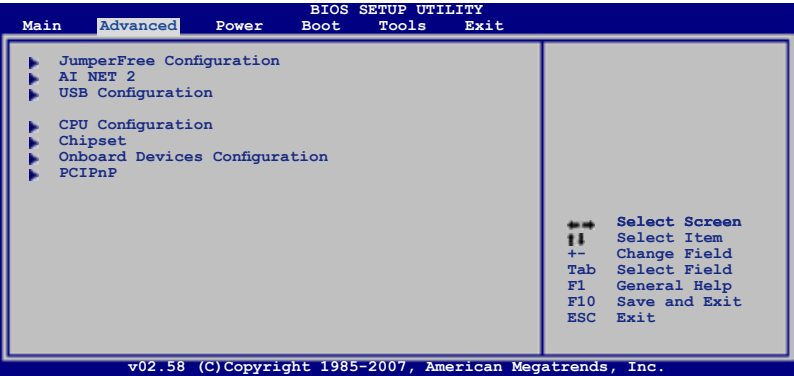 BIOS SETUP UTILITY
Main Advanced Power Boot Tools Exit
JumperFree Configuration
AI NET 2
USB Configuration
CPU Configuration
Chipset
Onboard Devices Configuration
PCIPnP
←→ Select Screen
↑↓ Select Item
+- Change Field
Tab Select Field
F1 General Help
F10 Save and Exit
ESC Exit
v02.58 (C)Copyright 1985-2007, American Megatrends, Inc.